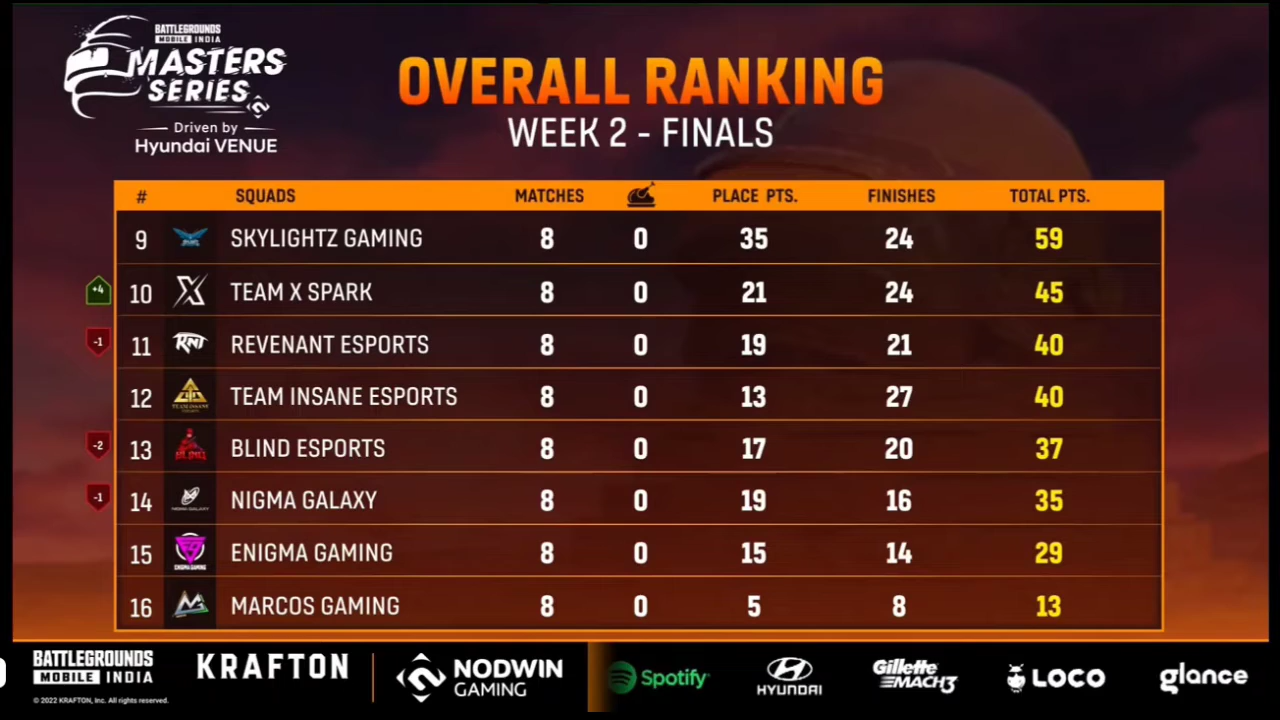 BATTLEGROUNDS
MOBILE INDIA
MASTERS
SERIES
Driven by
Hyundai VENUE
OVERALL RANKING
WEEK 2 - FINALS
# SQUADS MATCHES PLACE PTS. FINISHES TOTAL PTS.
9 SKYLIGHTZ GAMING 8 0 35 24 59
+4 10 TEAM X SPARK 8 0 21 24 45
-1 11 RNT REVENANT ESPORTS 8 0 19 21 40
12 TEAM INSANE ESPORTS 8 0 13 27 40
-2 13 BLIND ESPORTS 8 0 17 20 37
-1 14 NIGMA GALAXY NIGMA GALAXY 8 0 19 16 35
15 ENIGMA GAMING ENIGMA GAMING 8 0 15 14 29
16 MARCOS GAMING 8 0 5 8 13
BATTLEGROUNDS
MOBILE INDIA
© 2022 KRAFTON, Inc. All rights reserved.
KRAFTON
NODWIN
GAMING
Spotify
HYUNDAI
Gillette
MACH3
LOCO
glance